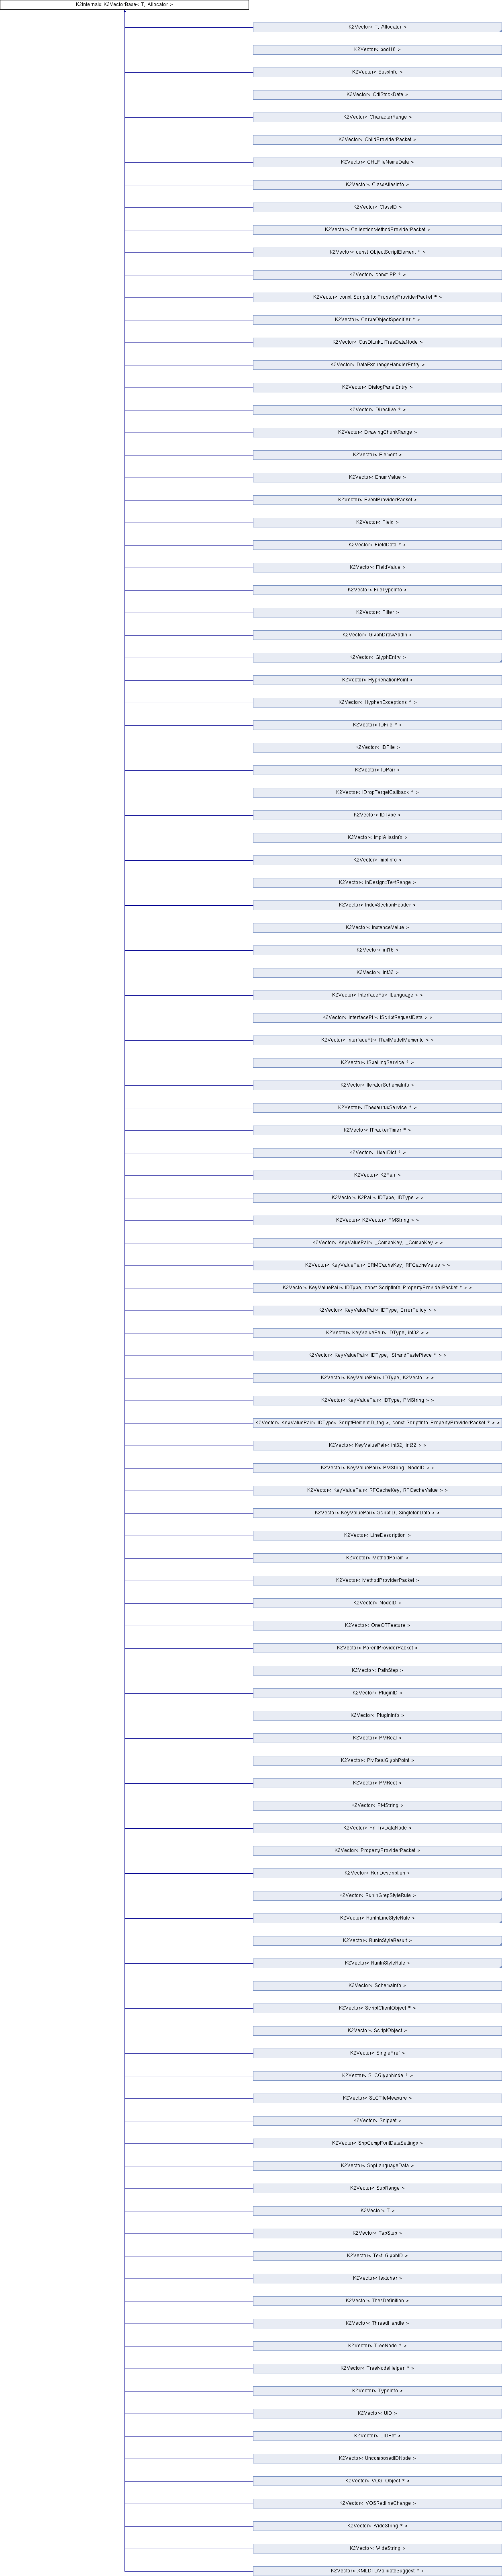 K2Internals::K2VectorBase< T, Allocator >
K2Vector< T, Allocator >
K2Vector< bool16 >
K2Vector< BossInfo >
K2Vector< CdlStockData >
K2Vector< CharacterRange >
K2Vector< ChildProviderPacket >
K2Vector< CHLFileNameData >
K2Vector< ClassAliasInfo >
K2Vector< ClassID >
K2Vector< CollectionMethodProviderPacket >
K2Vector< const ObjectScriptElement * >
K2Vector< const PP * >
K2Vector< const ScriptInfo::PropertyProviderPacket * >
K2Vector< CorbaObjectSpecifier * >
K2Vector< CusDtLnkUITreeDataNode >
K2Vector< DataExchangeHandlerEntry >
K2Vector< DialogPanelEntry >
K2Vector< Directive * >
K2Vector< DrawingChunkRange >
K2Vector< Element >
K2Vector< EnumValue >
K2Vector< EventProviderPacket >
K2Vector< Field >
K2Vector< FieldData * >
K2Vector< FieldValue >
K2Vector< FileTypeInfo >
K2Vector< Filter >
K2Vector< GlyphDrawAddIn >
K2Vector< GlyphEntry >
K2Vector< HyphenationPoint >
K2Vector< HyphenExceptions * >
K2Vector< IDFile * >
K2Vector< IDFile >
K2Vector< IDPair >
K2Vector< IDropTargetCallback * >
K2Vector< IDType >
K2Vector< ImplAliasInfo >
K2Vector< ImplInfo >
K2Vector< InDesign::TextRange >
K2Vector< IndexSectionHeader >
K2Vector< InstanceValue >
K2Vector< int16 >
K2Vector< int32 >
K2Vector< InterfacePtr< ILanguage > >
K2Vector< InterfacePtr< IScriptRequestData > >
K2Vector< InterfacePtr< ITextModelMemento > >
K2Vector< ISpellingService * >
K2Vector< IteratorSchemaInfo >
K2Vector< IThesaurusService * >
K2Vector< ITrackerTimer * >
K2Vector< IUserDict * >
K2Vector< K2Pair >
K2Vector< K2Pair< IDType, IDType > >
K2Vector< K2Vector< PMString > >
K2Vector< KeyValuePair< _ComboKey, _ComboKey > >
K2Vector< KeyValuePair< BRMCacheKey, RFCacheValue > >
K2Vector< KeyValuePair< IDType, const ScriptInfo::PropertyProviderPacket * > >
K2Vector< KeyValuePair< IDType, ErrorPolicy > >
K2Vector< KeyValuePair< IDType, int32 > >
K2Vector< KeyValuePair< IDType, IStrandPastePiece * > >
K2Vector< KeyValuePair< IDType, K2Vector > >
K2Vector< KeyValuePair< IDType, PMString > >
K2Vector< KeyValuePair< IDType< ScriptElementID_tag >, const ScriptInfo::PropertyProviderPacket * > >
K2Vector< KeyValuePair< int32, int32 > >
K2Vector< KeyValuePair< PMString, NodeID > >
K2Vector< KeyValuePair< RFCacheKey, RFCacheValue > >
K2Vector< KeyValuePair< ScriptID, SingletonData > >
K2Vector< LineDescription >
K2Vector< MethodParam >
K2Vector< MethodProviderPacket >
K2Vector< NodeID >
K2Vector< OneOTFeature >
K2Vector< ParentProviderPacket >
K2Vector< PathStep >
K2Vector< PluginID >
K2Vector< PluginInfo >
K2Vector< PMReal >
K2Vector< PMRealGlyphPoint >
K2Vector< PMRect >
K2Vector< PMString >
K2Vector< PnlTrvDataNode >
K2Vector< PropertyProviderPacket >
K2Vector< RunDescription >
K2Vector< RunInGrepStyleRule >
K2Vector< RunInLineStyleRule >
K2Vector< RunInStyleResult >
K2Vector< RunInStyleRule >
K2Vector< SchemaInfo >
K2Vector< ScriptClientObject * >
K2Vector< ScriptObject >
K2Vector< SinglePref >
K2Vector< SLCGlyphNode * >
K2Vector< SLCTileMeasure >
K2Vector< Snippet >
K2Vector< SnpCompFontDataSettings >
K2Vector< SnpLanguageData >
K2Vector< SubRange >
K2Vector< T >
K2Vector< TabStop >
K2Vector< Text::GlyphID >
K2Vector< textchar >
K2Vector< ThesDefinition >
K2Vector< ThreadHandle >
K2Vector< TreeNode * >
K2Vector< TreeNodeHelper * >
K2Vector< TypeInfo >
K2Vector< UID >
K2Vector< UIDRef >
K2Vector< UncomposedIDNode >
K2Vector< VOS_Object * >
K2Vector< VOSRedlineChange >
K2Vector< WideString * >
K2Vector< WideString >
K2Vector< XMLDTDValidateSuggest * >